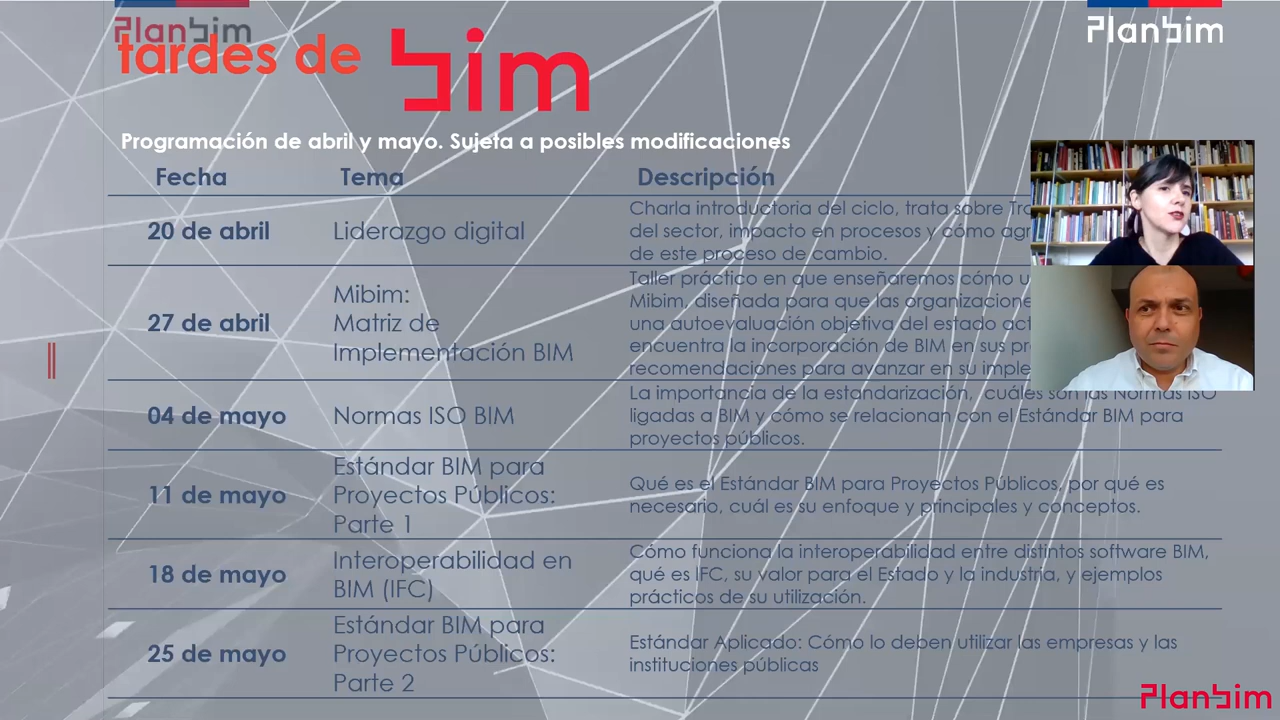 Planbim
Planbim
tardes de bim
Programación de abril y mayo. Sujeta a posibles modificaciones
Fecha Tema Descripción
20 de abril
Liderazgo digital
Charla introductoria del ciclo, trata sobre
del sector, impacto en procesos y cómo
de este proceso de cambio.
27 de abril
Mibim:
Matriz de
Implementación BIM
Taller práctico en que enseñaremos cómo
Mibim, diseñada para que las
una autoevaluación objetiva del estado
encuentra la incorporación de BIM en sus
recomendaciones para avanzar en su
04 de mayo
Normas ISO BIM
La importancia de la estandarización, cuáles son las Normas ISO
ligadas a BIM y cómo se relacionan con el Estándar BIM para
proyectos públicos.
11 de mayo
Estándar BIM para
Proyectos Públicos:
Parte 1
Qué es el Estándar BIM para Proyectos Públicos, por qué es
necesario, cuál es su enfoque y principales y conceptos.
18 de mayo
Interoperabilidad en
BIM (IFC)
Cómo funciona la interoperabilidad entre distintos software BIM,
qué es IFC, su valor para el Estado y la industria, y ejemplos
prácticos de su utilización.
25 de mayo
Estándar BIM para
Proyectos Públicos:
Parte 2
Estándar Aplicado: Cómo lo deben utilizar las empresas y las
instituciones públicas
Planbim